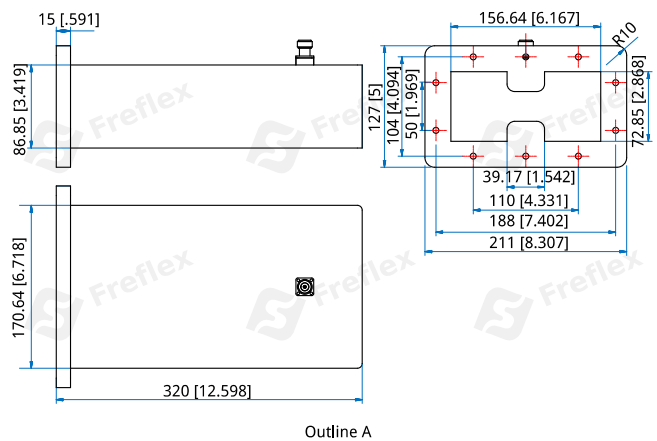 15 [.591]
86.85 [3.419]
170.64 [6.718]
320 [12.598]
156.64 [6.167]
R10
127 [5]
104 [4.094]
50 [1.969]
72.85 [2.868]
39.17 [1.542]
110 [4.331]
188 [7.402]
211 [8.307]
Freflex
Freflex
Freflex
Freflex
Freflex
Freflex
Outline A